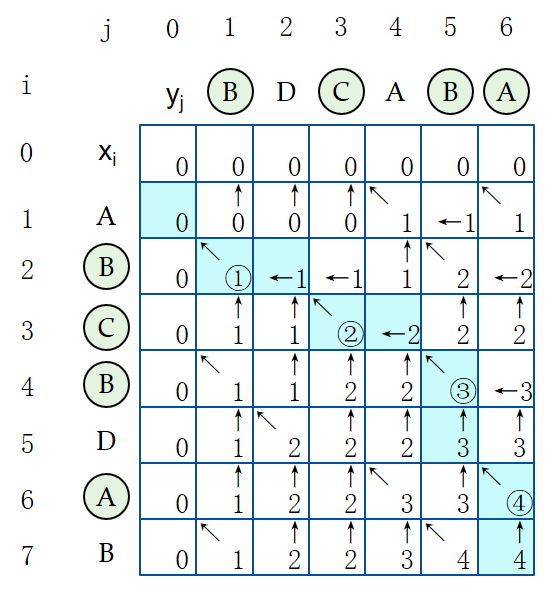 j 0 1 2 3 4 5 6
i yj B D C A B A
0 xi 0 0 0 0 0 0 0
1 A 0 ↑0 ↑0 ↑0 ↖1 ←1 ↖1
2 B 0 ↖① ←1 ←1 ↑1 ↖2 ←2
3 C 0 ↑1 ↑1 ↖② ←2 ↑2 ↑2
4 B 0 ↖1 ↑1 ↑2 ↑2 ↖③ ←3
5 D 0 ↑1 ↖2 ↑2 ↑2 ↑3 ↑3
6 A 0 ↑1 ↑2 ↑2 ↖3 ↑3 ↖④
7 B 0 ↖1 ↑2 ↑2 ↑3 ↖4 ↑4